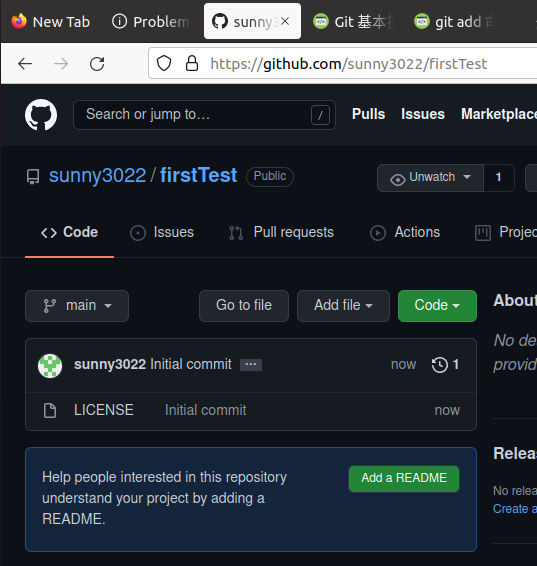 New Tab
Problem
sunny3
Git 基本
git add
https://github.com/sunny3022/firstTest
Search or jump to…
/
Pulls
Issues
Marketplace
sunny3022 / firstTest
Public
Unwatch
1
Code
Issues
Pull requests
Actions
Projec
main
Go to file
Add file
Code
About
No de
provid
sunny3022 Initial commit
now
1
LICENSE
Initial commit
now
Help people interested in this repository
understand your project by adding a
README.
Add a README
Relea
No relea
Create a